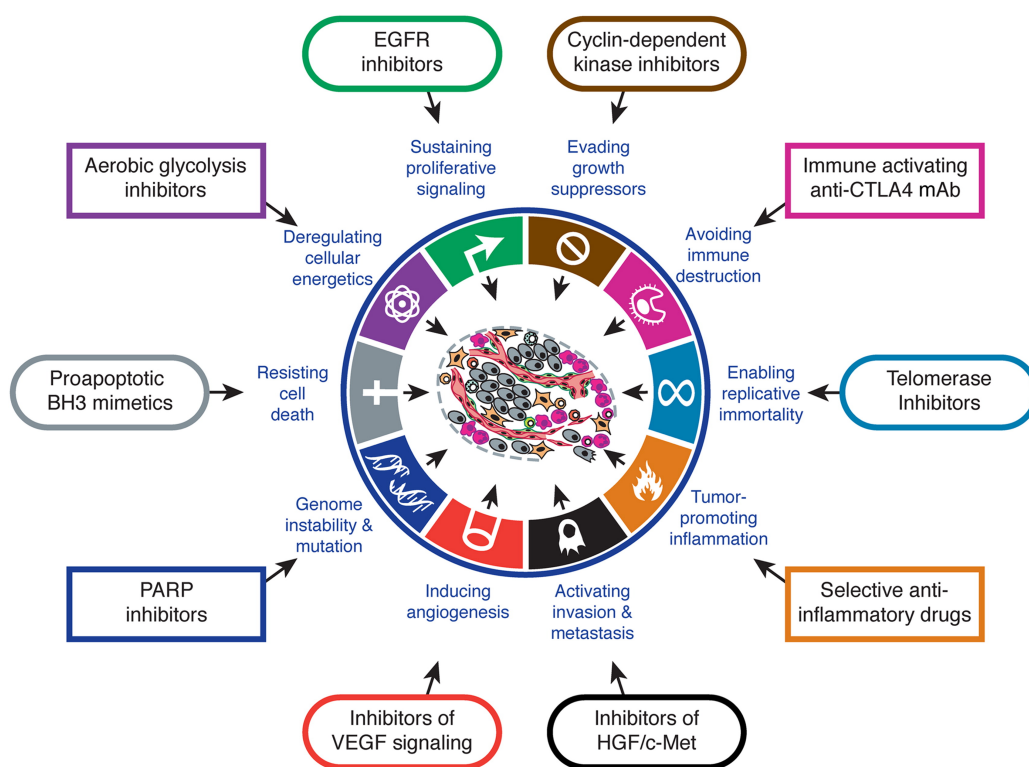 EGFR
inhibitors
Cyclin-dependent
kinase inhibitors
Sustaining
proliferative
signaling
Evading
growth
suppressors
Aerobic glycolysis
inhibitors
Immune activating
anti-CTLA4 mAb
Deregulating
cellular
energetics
Avoiding
immune
destruction
Proapoptotic
BH3 mimetics
Resisting
cell
death
Enabling
replicative
immortality
Telomerase
Inhibitors
Genome
instability &
mutation
Tumor-
promoting
inflammation
PARP
inhibitors
Inducing
angiogenesis
Activating
invasion &
metastasis
Selective anti-
inflammatory drugs
Inhibitors of
VEGF signaling
Inhibitors of
HGF/c-Met